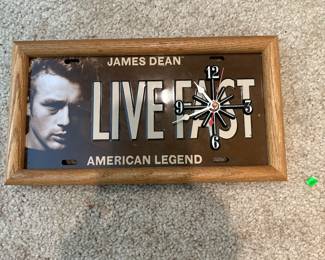 JAMES DEAN
LIVE FAST
12
9
3
6
AMERICAN LEGEND